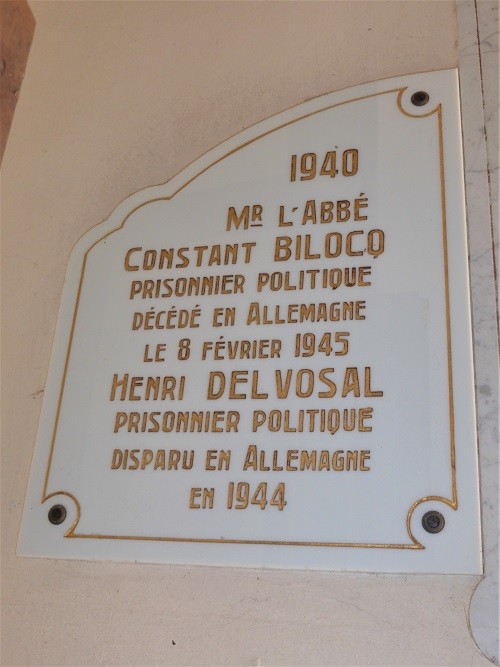 1940
MR L'ABBÉ
CONSTANT BILOCQ
PRISONNIER POLITIQUE
DÉCÉDÉ EN ALLEMAGNE
LE 8 FÉVRIER 1945
HENRI DELVOSAL
PRISONNIER POLITIQUE
DISPARU EN ALLEMAGNE
EN 1944